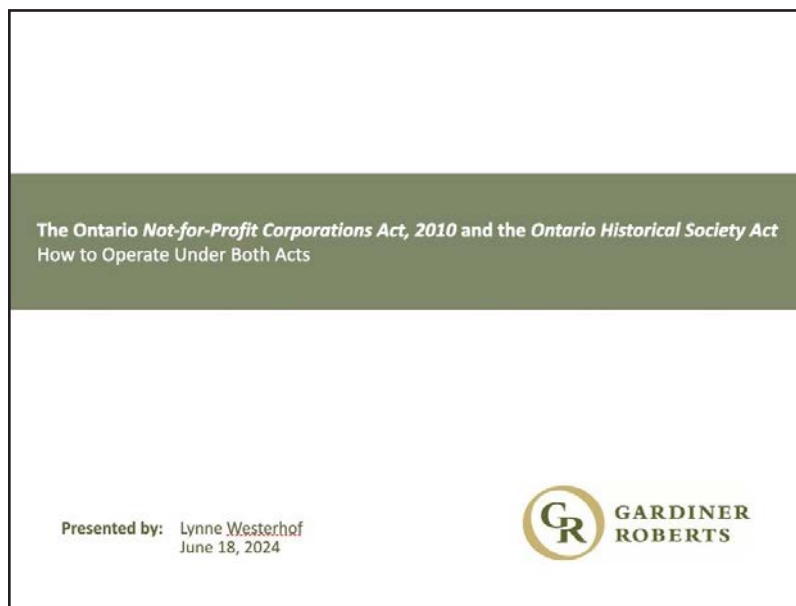 The Ontario Not-for-Profit Corporations Act, 2010 and the Ontario Historical Society Act
How to Operate Under Both Acts
Presented by: Lynne Westerhof
June 18, 2024
GR
GARDINER
ROBERTS